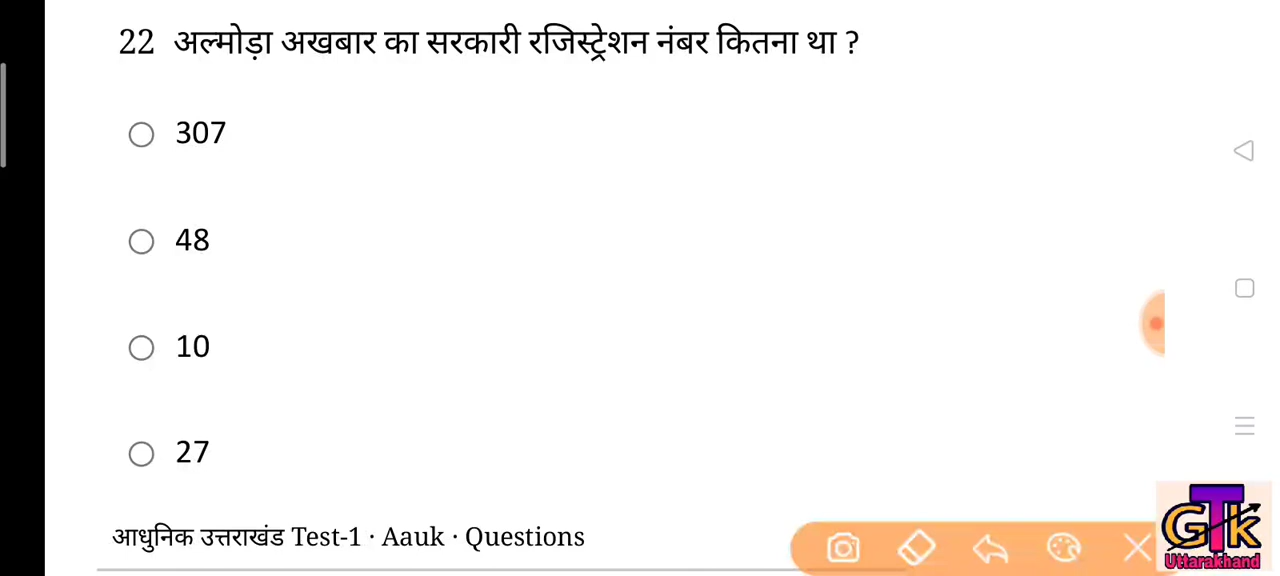 22 अल्मोड़ा अखबार का सरकारी रजिस्ट्रेशन नंबर कितना था ?
307
48
10
27
आधुनिक उत्तराखंड Test-1 · Aauk · Questions
GTK
Uttarakhand